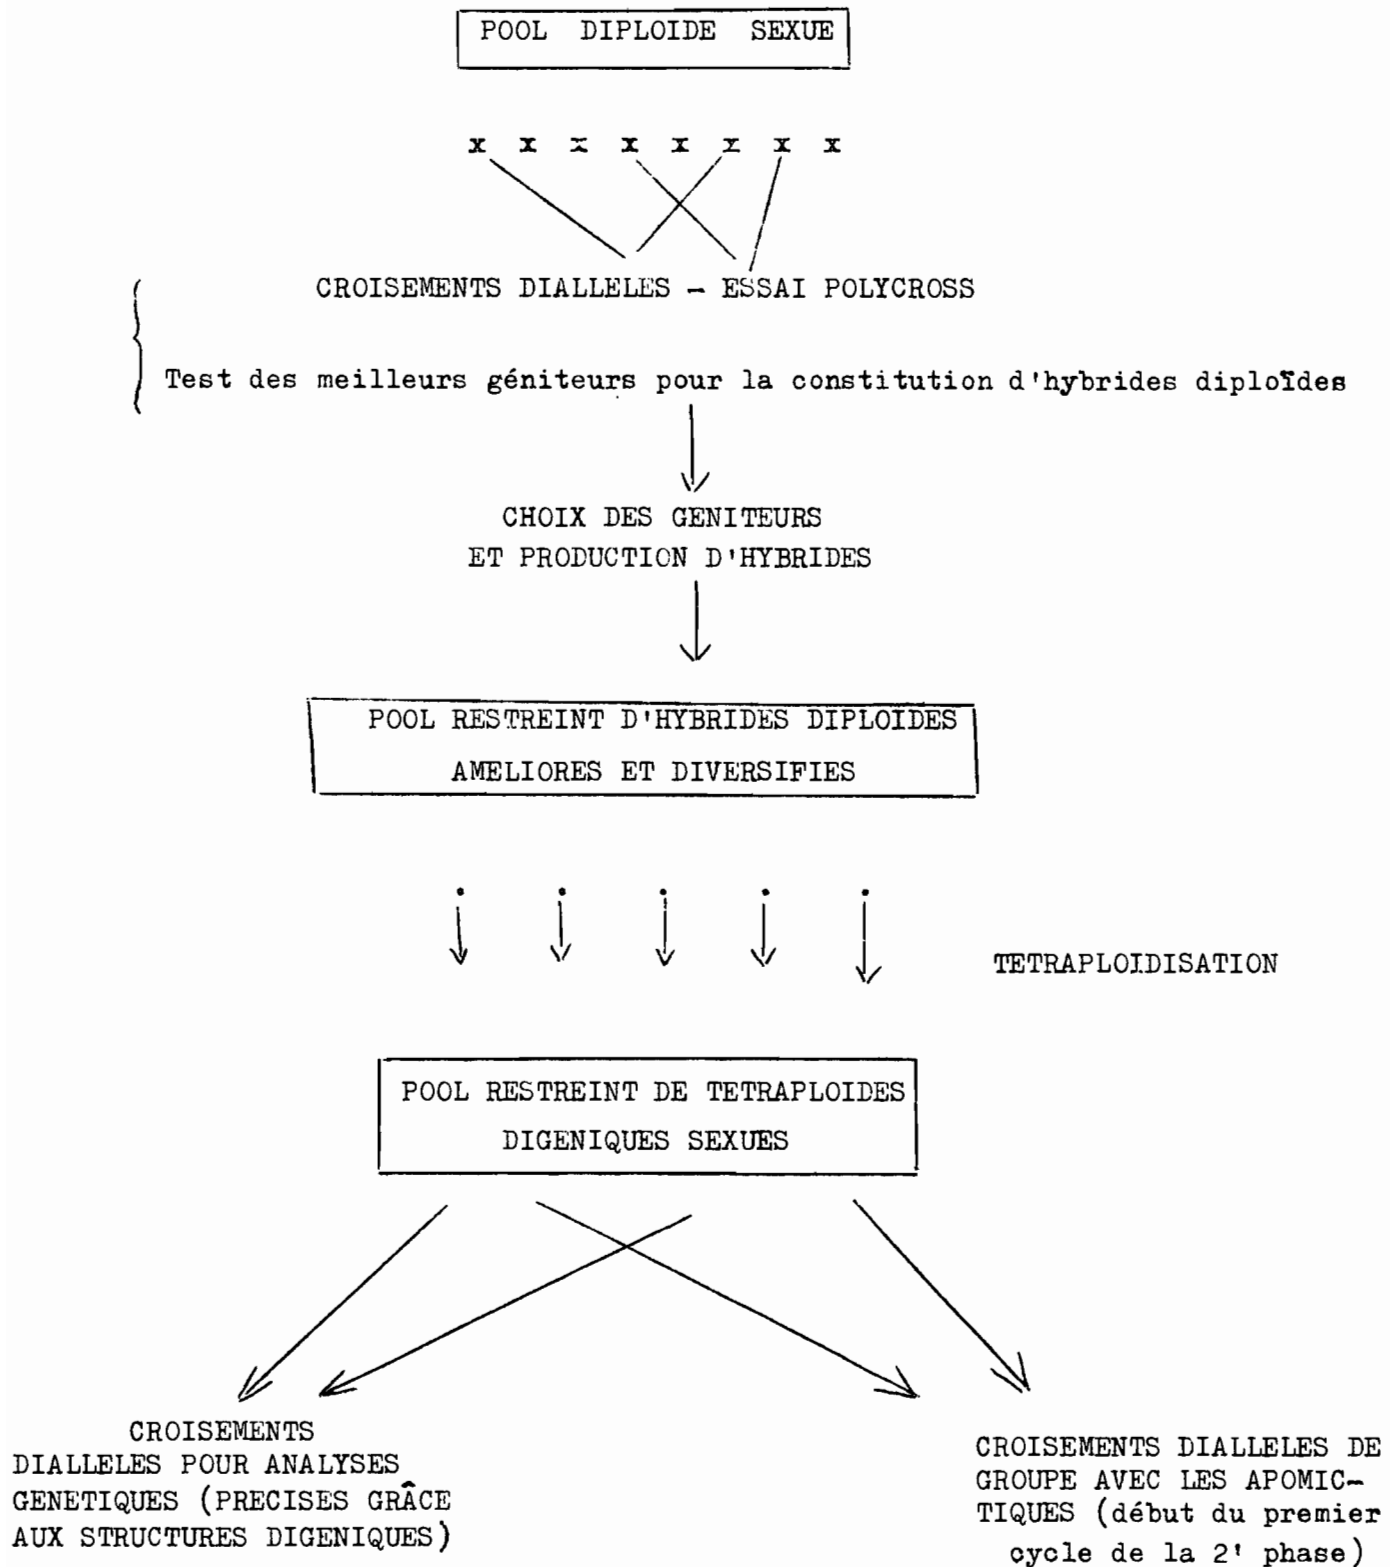 POOL DIPLOIDE SEXUE
x x x x x x x x
CROISEMENTS DIALLELES - ESSAI POLYCROSS
Test des meilleurs géniteurs pour la constitution d'hybrides diploïdes
CHOIX DES GENITEURS
ET PRODUCTION D'HYBRIDES
POOL RESTREINT D'HYBRIDES DIPLOIDES
AMELIORES ET DIVERSIFIES
TETRAPLOIDISATION
POOL RESTREINT DE TETRAPLOIDES
DIGENIQUES SEXUES
CROISEMENTS
DIALLELES POUR ANALYSES
GENETIQUES (PRECISES GRÂCE
AUX STRUCTURES DIGENIQUES)
CROISEMENTS DIALLELES DE
GROUPE AVEC LES APOMIC-
TIQUES (début du premier
cycle de la 2' phase)